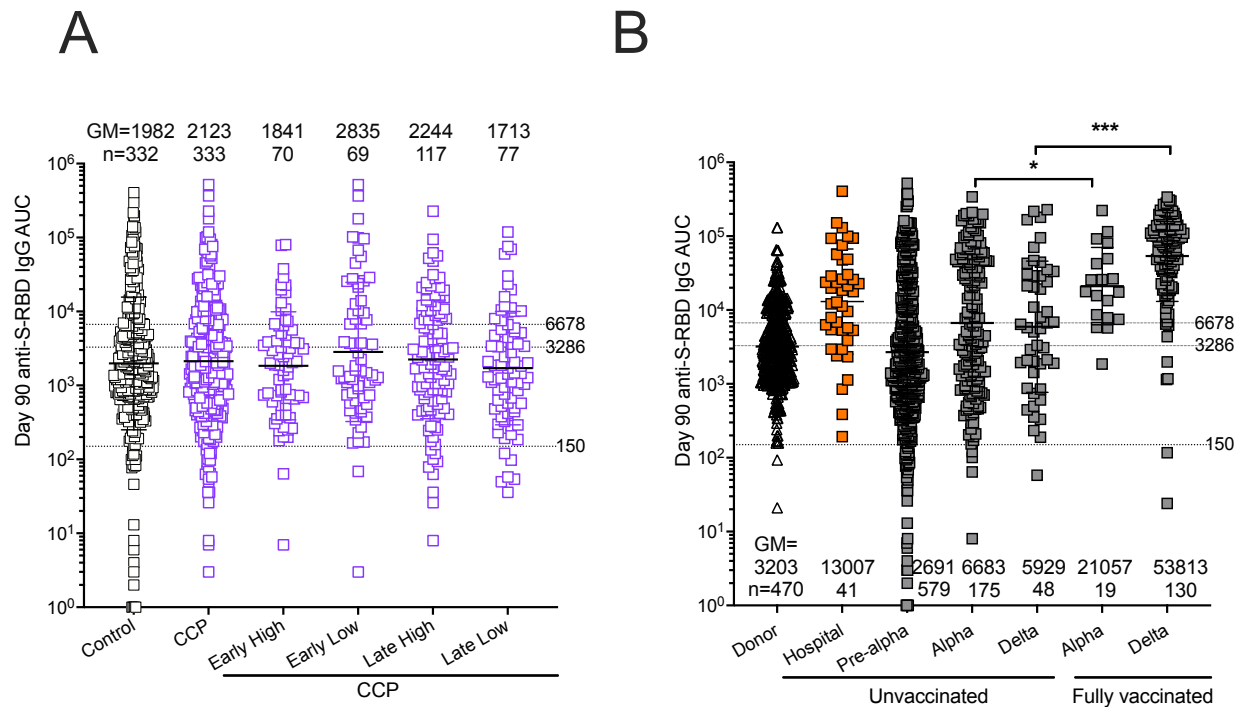 A
GM=1982 2123 1841 2835 2244 1713
n=332 333 70 69 117 77
Day 90 anti-S-RBD IgG AUC
10^6
10^5
10^4
10^3
10^2
10^1
10^0
6678
3286
150
Control CCP Early High Early Low Late High Late Low
CCP
B
***
*
Day 90 anti-S-RBD IgG AUC
10^6
10^5
10^4
10^3
10^2
10^1
10^0
6678
3286
150
GM=
3203 13007 2691 6683 5929 21057 53813
n=470 41 579 175 48 19 130
Donor Hospital Pre-alpha Alpha Delta Alpha Delta
Unvaccinated Fully vaccinated